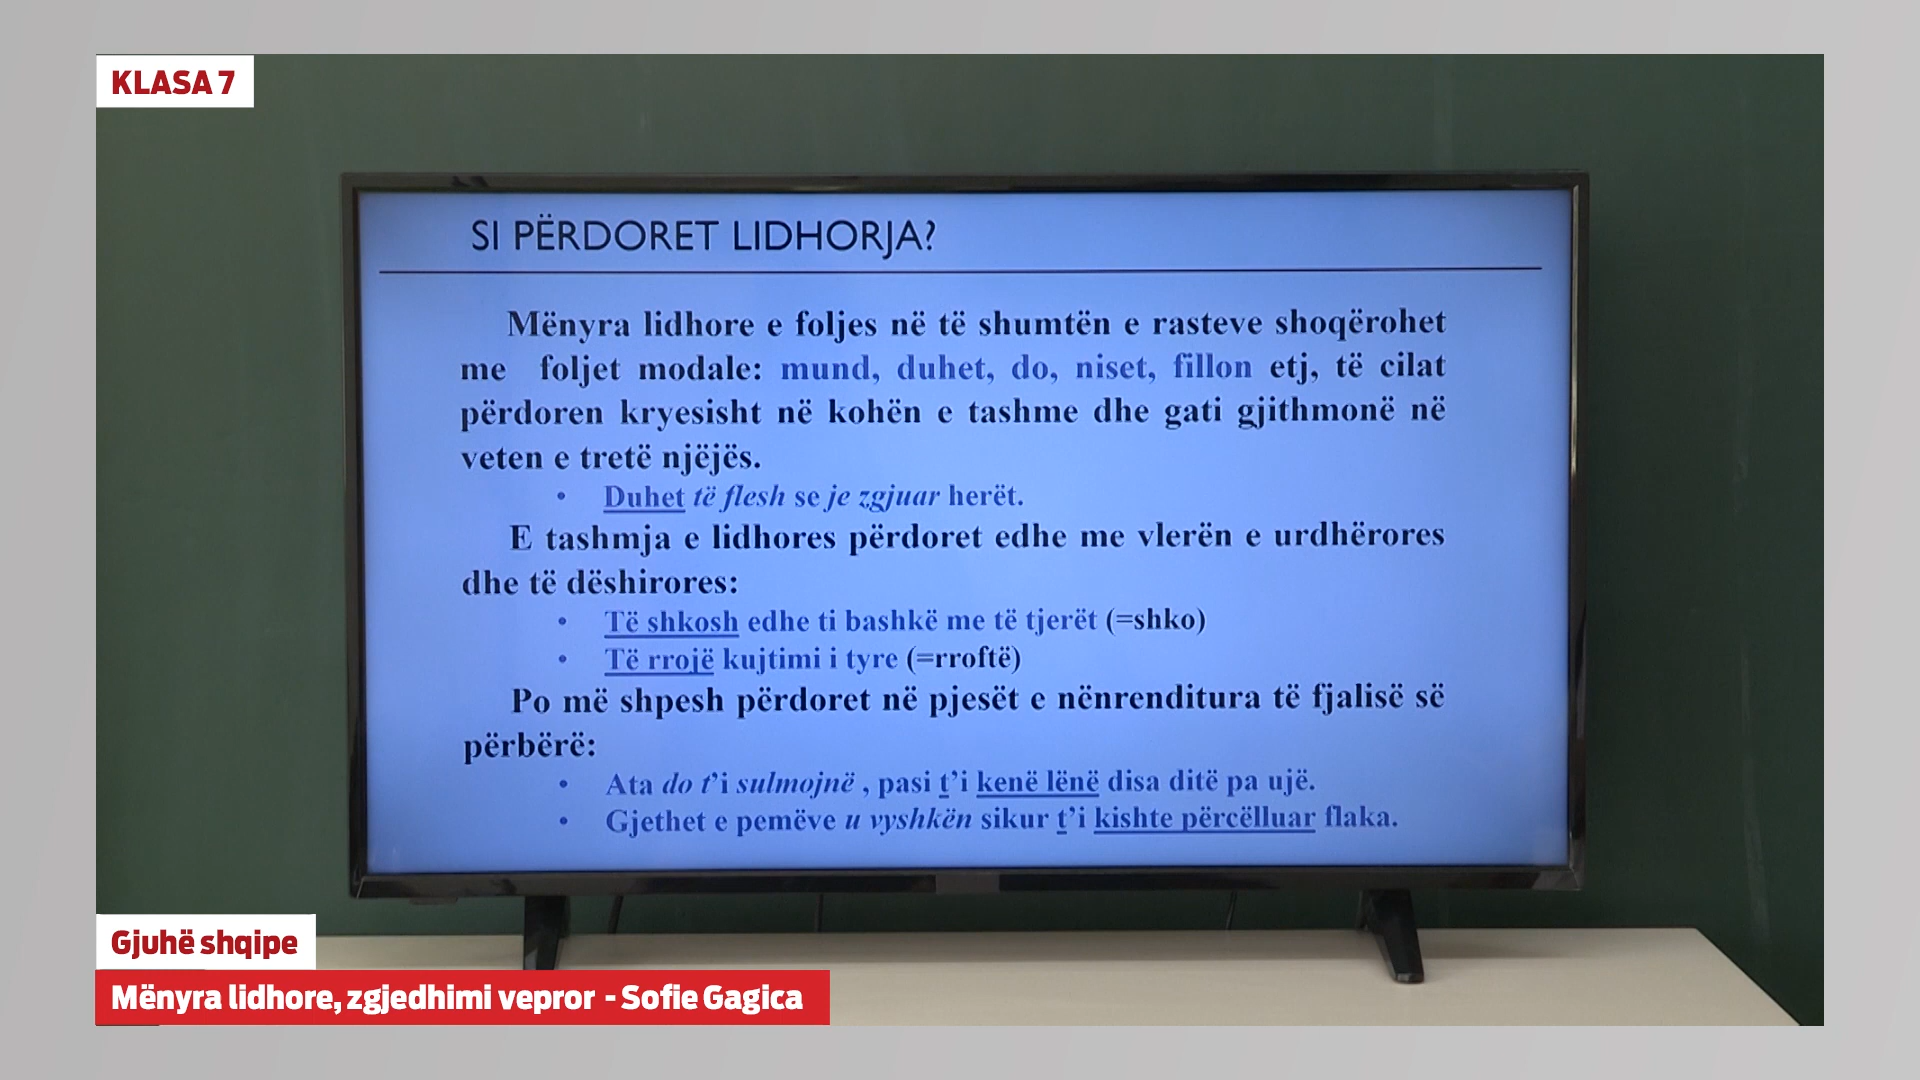 KLASA 7
SI PËRDORET LIDHORJA?
Mënyra lidhore e foljes në të shumtën e rasteve shoqërohet
me foljet modale: mund, duhet, do, niset, fillon etj, të cilat
përdoren kryesisht në kohën e tashme dhe gati gjithmonë në
veten e tretë njëjës.
• Duhet të flesh se je zgjuar herët.
E tashmja e lidhores përdoret edhe me vlerën e urdhërores
dhe të dëshirores:
• Të shkosh edhe ti bashkë me të tjerët (=shko)
• Të rrojë kujtimi i tyre (=rroftë)
Po më shpesh përdoret në pjesët e nënrenditura të fjalisë së
përbërë:
• Ata do t’i sulmojnë , pasi t’i kenë lënë disa ditë pa ujë.
• Gjethet e pemëve u vyshkën sikur t’i kishte përcëlluar flaka.
Gjuhë shqipe
Mënyra lidhore, zgjedhimi vepror - Sofie Gagica